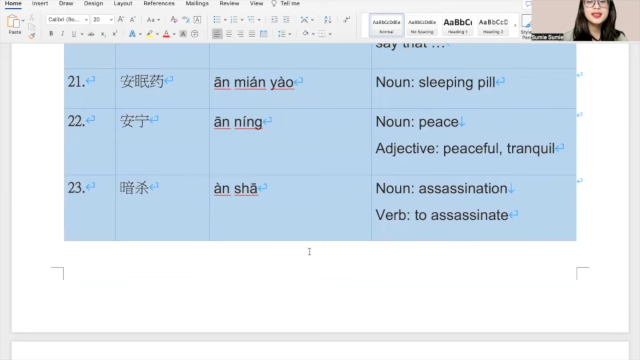 Home Insert Draw Design Layout References Mailings Review View Tell me
Paste
Calibri (Bo... 20
AaBbCcDdEe
Normal
AaBbCcDdEe
No Spacing
AaBbC
Heading 1
AaBbCcD
Heading 2
Sumie Sumie
say that …
21. 安眠药 ān mián yào Noun: sleeping pill
22. 安宁 ān níng Noun: peace
Adjective: peaceful, tranquil
23. 暗杀 àn shā Noun: assassination
Verb: to assassinate